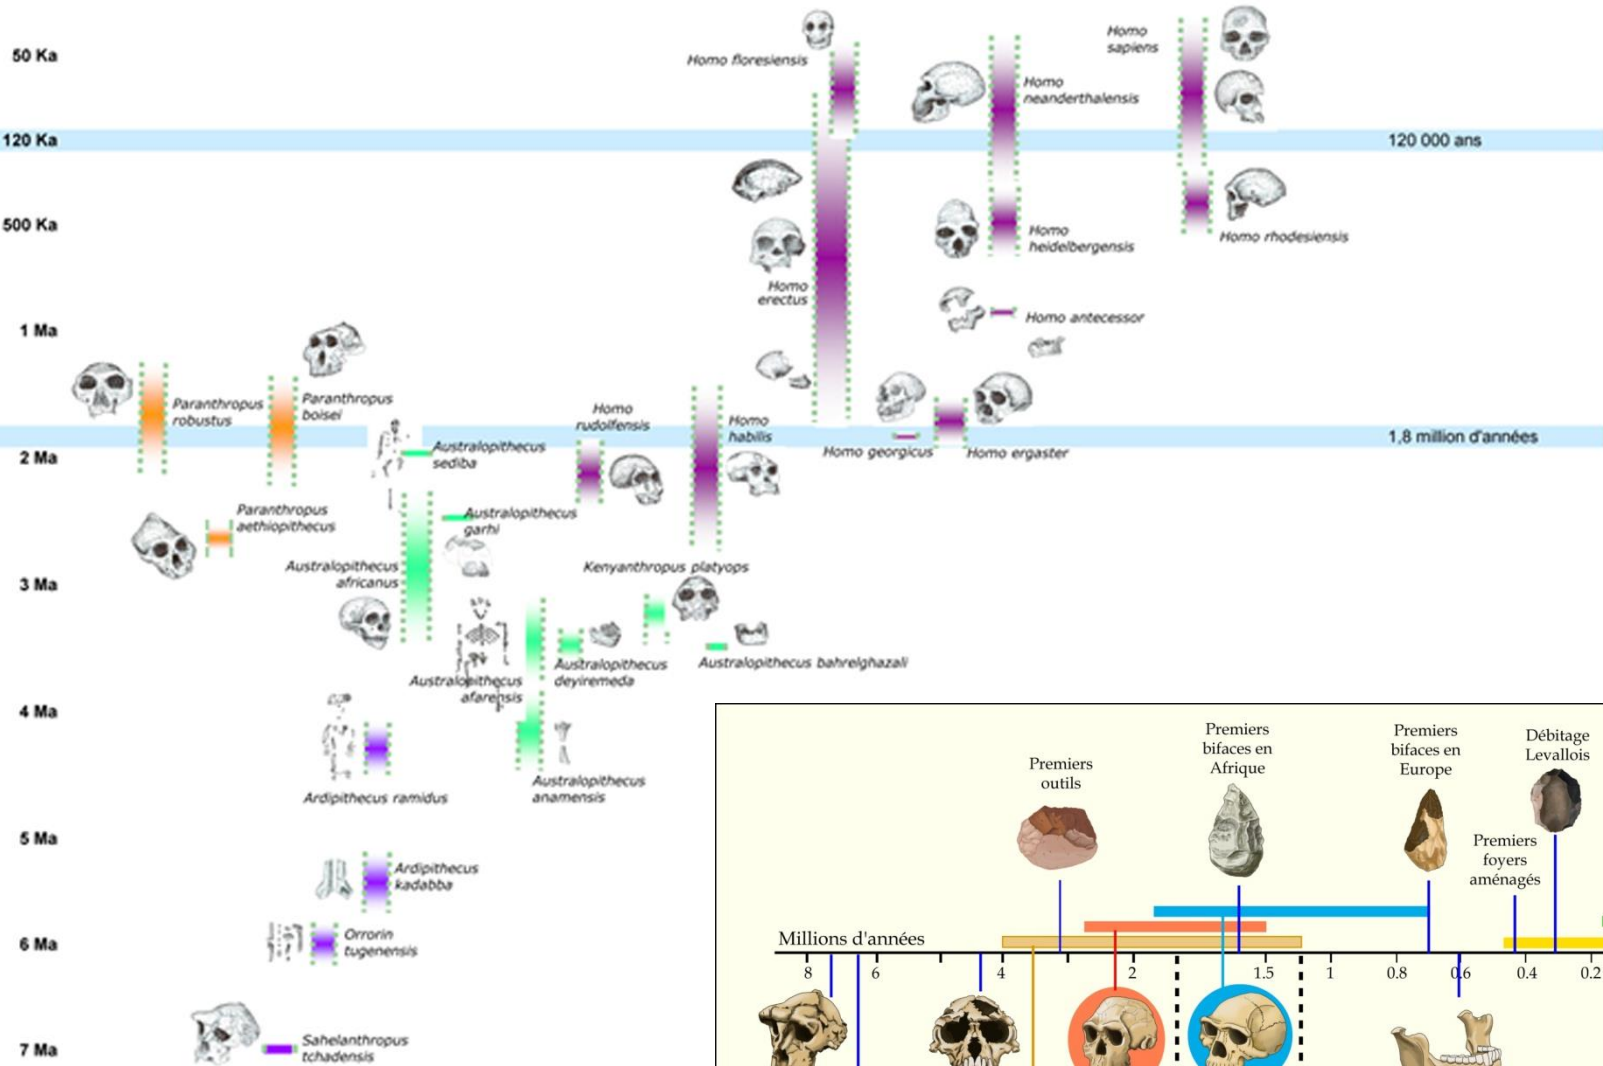 50 Ka
120 Ka
500 Ka
1 Ma
2 Ma
3 Ma
4 Ma
5 Ma
6 Ma
7 Ma
120 000 ans
1,8 million d'années
Homo floresiensis
Homo
neanderthalensis
Homo
sapiens
Homo
erectus
Homo
heidelbergensis
Homo rhodesiensis
Homo antecessor
Paranthropus
robustus
Paranthropus
boisei
Australopithecus
sediba
Homo
rudolfensis
Homo
habilis
Homo georgicus
Homo ergaster
Paranthropus
aethiopithecus
Australopithecus
garhi
Australopithecus
africanus
Kenyanthropus platyops
Australopithecus
afarensis
Australopithecus
deyiremeda
Australopithecus bahrelghazali
Ardipithecus ramidus
Australopithecus
anamensis
Ardipithecus
kadabba
Orrorin
tugenensis
Sahelanthropus
tchadensis
Premiers
outils
Premiers
bifaces en
Afrique
Premiers
bifaces en
Europe
Débitage
Levallois
Premiers
foyers
aménagés
Millions d'années
8 6 4 2 1.5 1 0.8 0.6 0.4 0.2